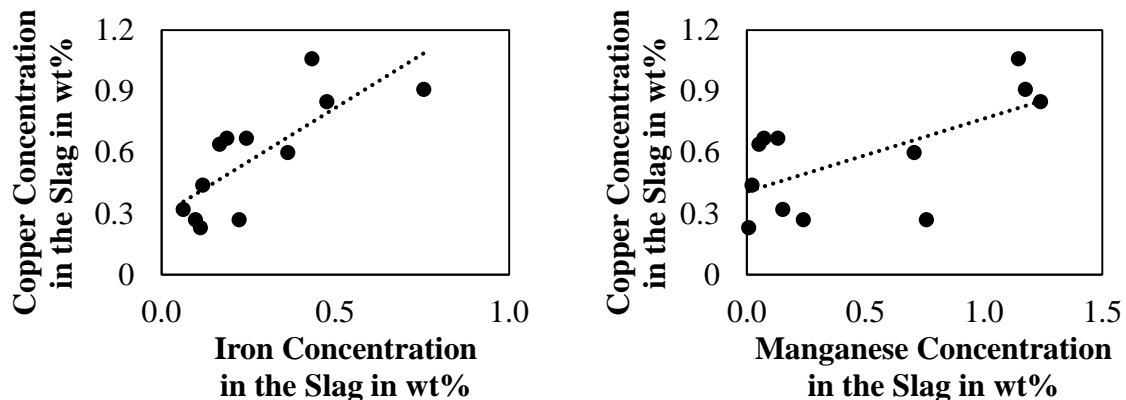 Copper Concentration
in the Slag in wt%
1.2
0.9
0.6
0.3
0
0.0 0.5 1.0
Iron Concentration
in the Slag in wt%
Copper Concentration
in the Slag in wt%
1.2
0.9
0.6
0.3
0
0.0 0.5 1.0 1.5
Manganese Concentration
in the Slag in wt%